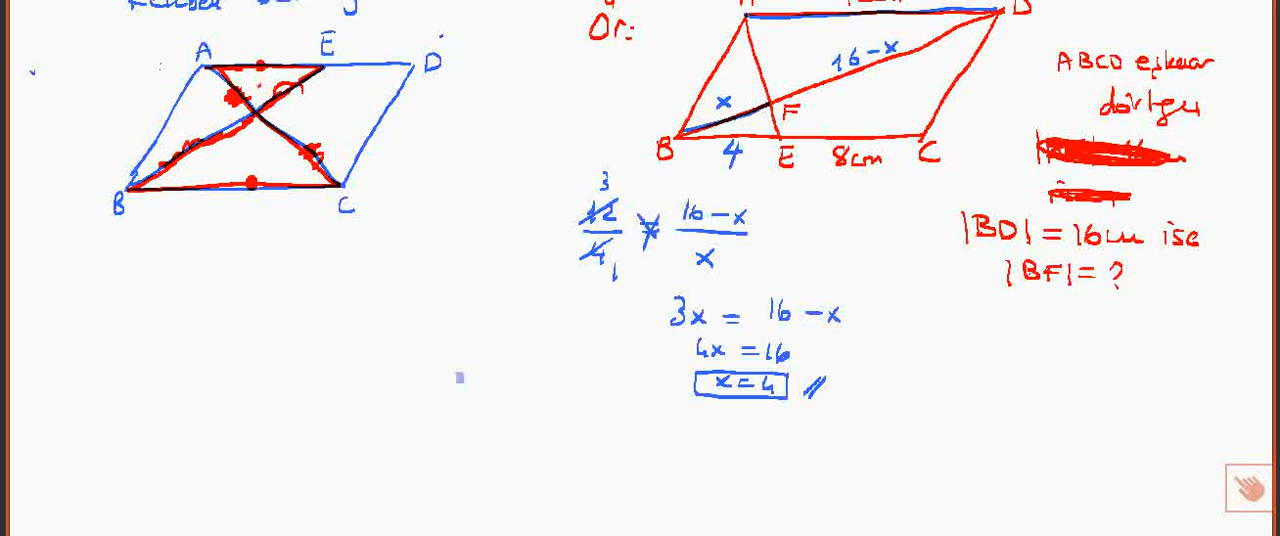 A E D
B C
Ör:
D
16-x
x
F
B 4 E 8cm C
ABCD eşkenar
dörtgen
|BD| = 16cm ise
|BF| = ?
3
12 16-x
4 x
1
3x = 16-x
4x = 16
x = 4 //